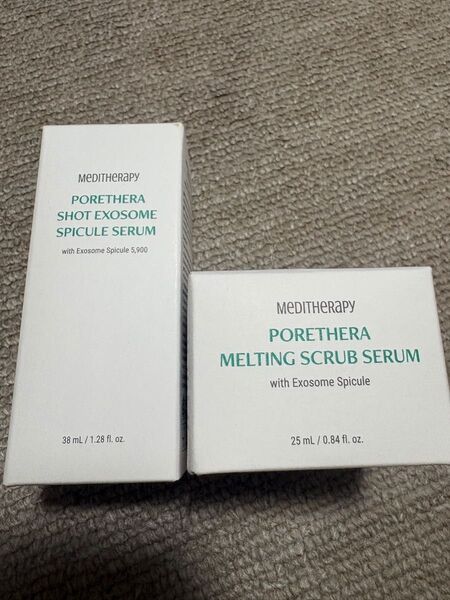 MEDITHERAPY
PORETHERA
SHOT EXOSOME
SPICULE SERUM
with Exosome Spicule 5,900
38 mL / 1.28 fl. oz.
MEDITHERAPY
PORETHERA
MELTING SCRUB SERUM
with Exosome Spicule
25 mL / 0.84 fl. oz.